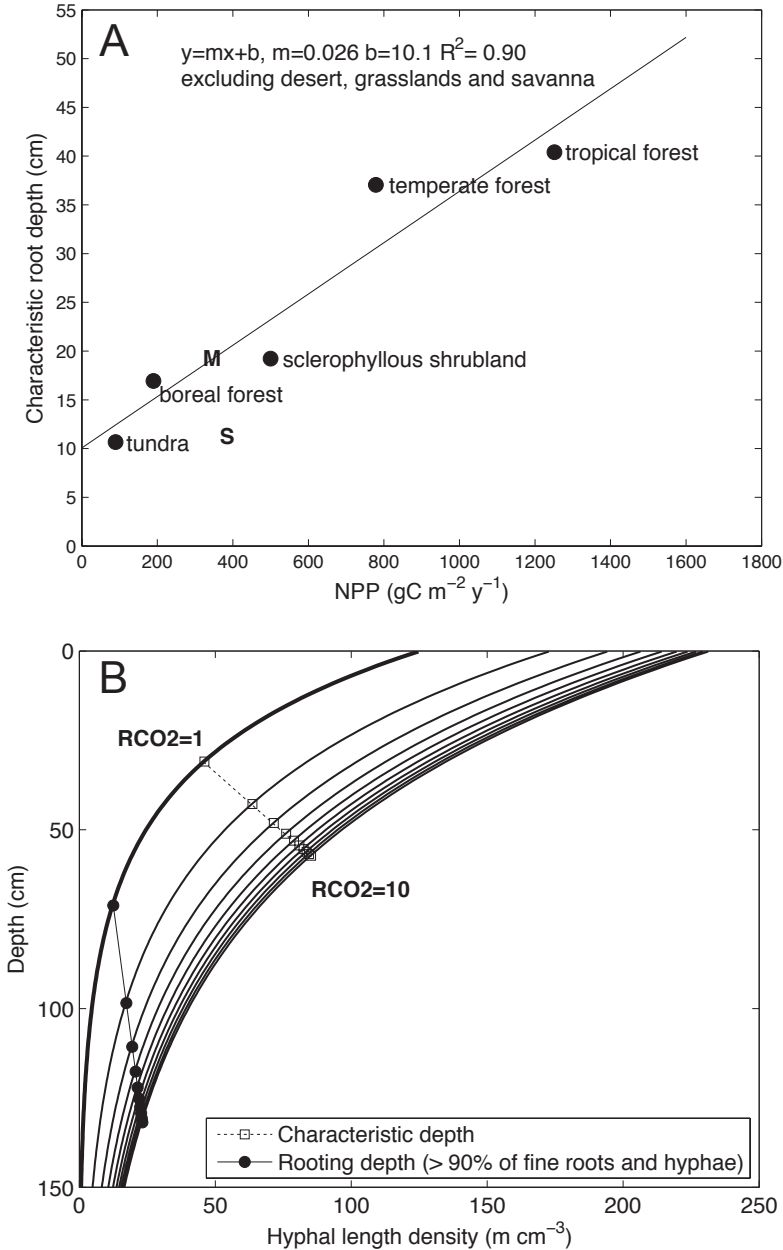 A
y=mx+b, m=0.026 b=10.1 R² = 0.90
excluding desert, grasslands and savanna
55
50
45
40
35
30
25
20
15
10
5
0
Characteristic root depth (cm)
tropical forest
temperate forest
M
sclerophyllous shrubland
boreal forest
S
tundra
0 200 400 600 800 1000 1200 1400 1600 1800
NPP (gC m⁻² y⁻¹)
B
0
50
100
150
Depth (cm)
RCO2=1
RCO2=10
Characteristic depth
Rooting depth (> 90% of fine roots and hyphae)
0 50 100 150 200 250
Hyphal length density (m cm⁻³)